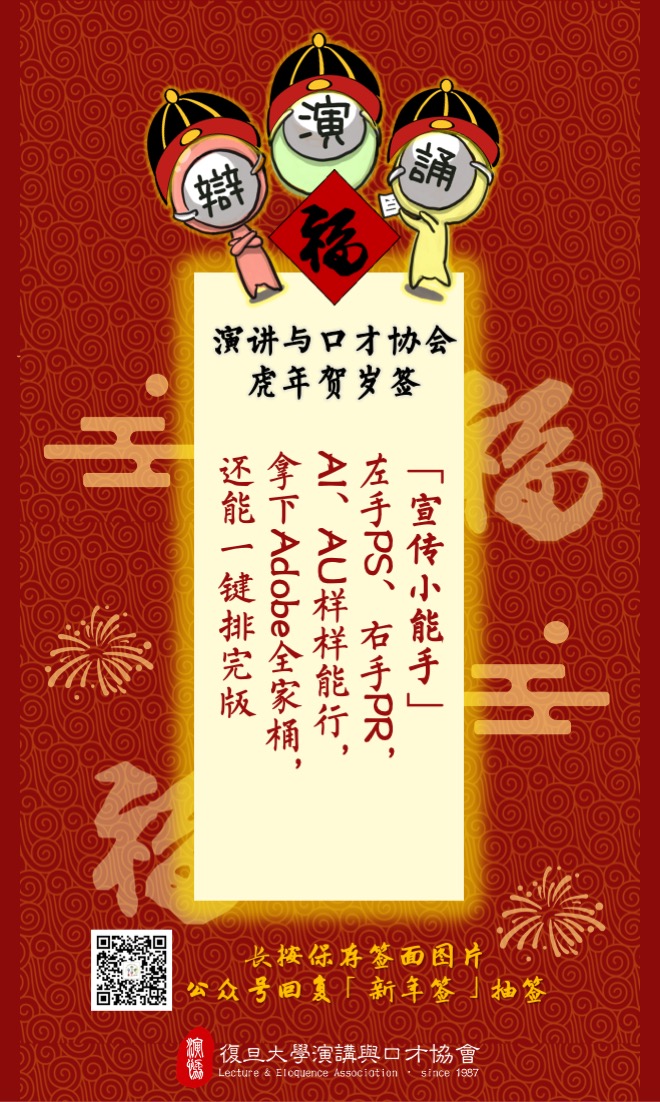 辯
演
誦
福
演讲与口才协会
虎年贺岁签
「宣传小能手」
左手PS、右手PR，
AI、AU样样能行，
拿下Adobe全家桶，
还能一键排完版
福
福
长按保存签面图片
公众号回复「新年签」抽签
復旦大學演講與口才協會
Lecture & Eloquence Association · since 1987